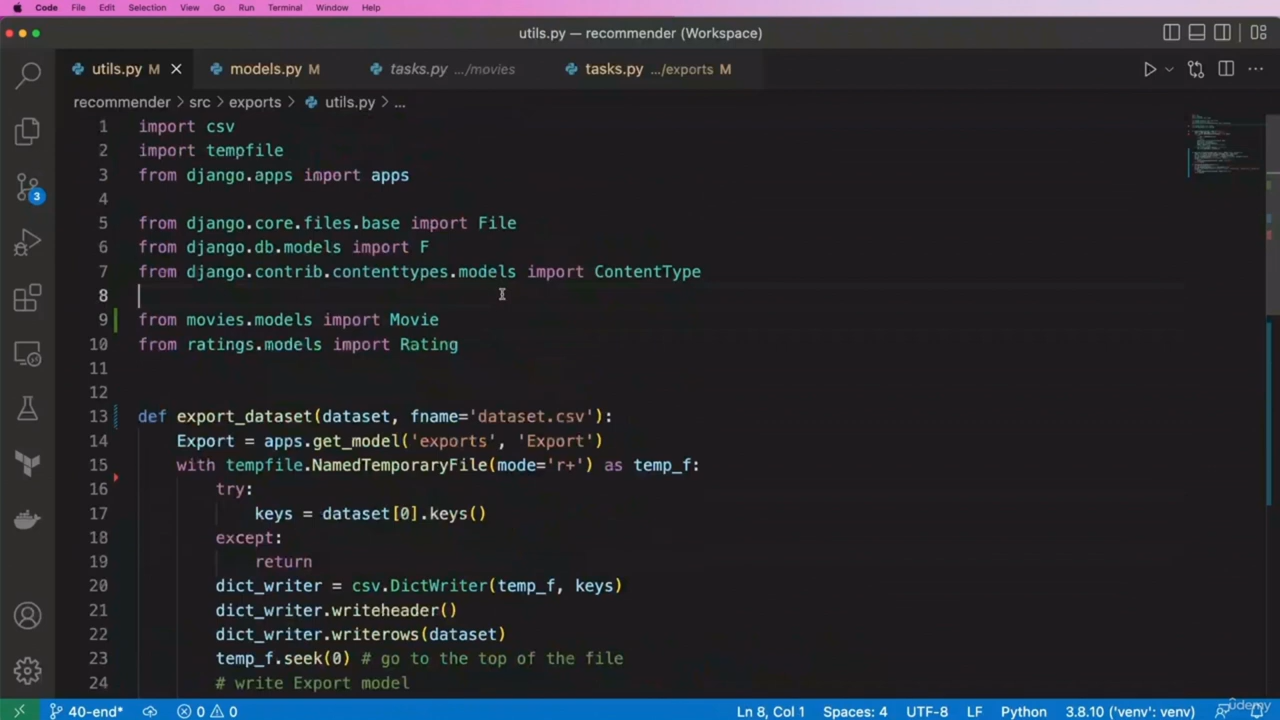 Code File Edit Selection View Go Run Terminal Window Help
utils.py — recommender (Workspace)
utils.py M models.py M tasks.py .../movies tasks.py .../exports M
recommender > src > exports > utils.py > ...
1 import csv
2 import tempfile
3 from django.apps import apps
4
5 from django.core.files.base import File
6 from django.db.models import F
7 from django.contrib.contenttypes.models import ContentType
8
9 from movies.models import Movie
10 from ratings.models import Rating
11
12
13 def export_dataset(dataset, fname='dataset.csv'):
14 Export = apps.get_model('exports', 'Export')
15 with tempfile.NamedTemporaryFile(mode='r+') as temp_f:
16 try:
17 keys = dataset[0].keys()
18 except:
19 return
20 dict_writer = csv.DictWriter(temp_f, keys)
21 dict_writer.writeheader()
22 dict_writer.writerows(dataset)
23 temp_f.seek(0) # go to the top of the file
24 # write Export model
3
40-end* 0 0 Ln 8, Col 1 Spaces: 4 UTF-8 LF Python 3.8.10 ('venv': venv)
ûdemy